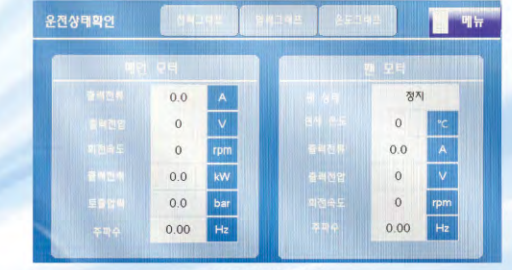 운전상태확인 전력그래프 압력그래프 온도그래프 메뉴
메인 모터
출력전류 0.0 A
출력전압 0 V
회전속도 0 rpm
출력전력 0.0 kW
토출압력 0.0 bar
주파수 0.00 Hz
팬 모터
팬 상태 정지
현재 온도 0 ℃
출력전류 0.0 A
출력전압 0 V
회전속도 0 rpm
주파수 0.00 Hz